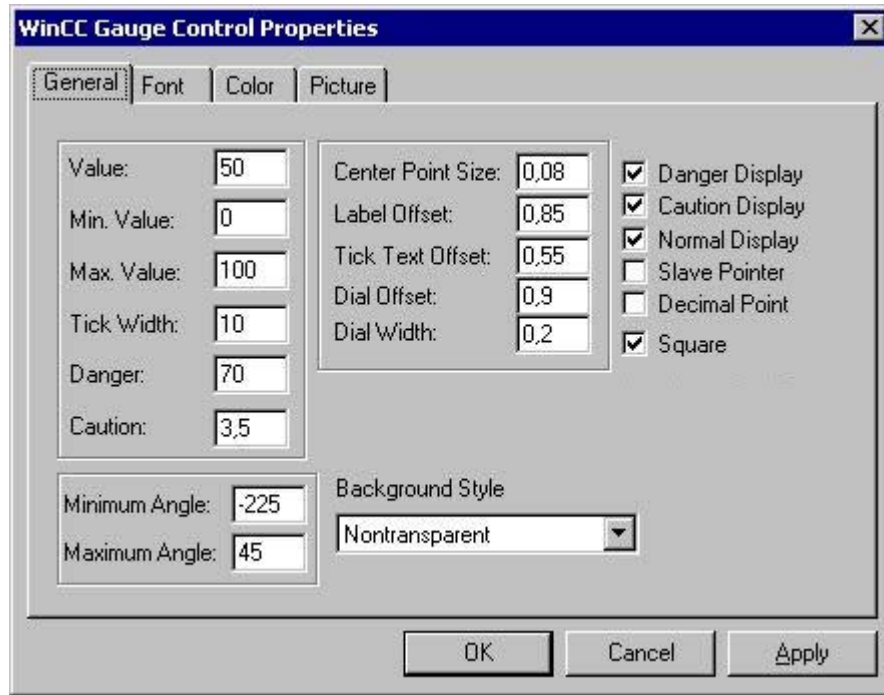 WinCC Gauge Control Properties
General Font Color Picture
Value: 50
Min. Value: 0
Max. Value: 100
Tick Width: 10
Danger: 70
Caution: 3,5
Center Point Size: 0,08
Label Offset: 0,85
Tick Text Offset: 0,55
Dial Offset: 0,9
Dial Width: 0,2
Danger Display
Caution Display
Normal Display
Slave Pointer
Decimal Point
Square
Minimum Angle: -225
Maximum Angle: 45
Background Style
Nontransparent
OK Cancel Apply